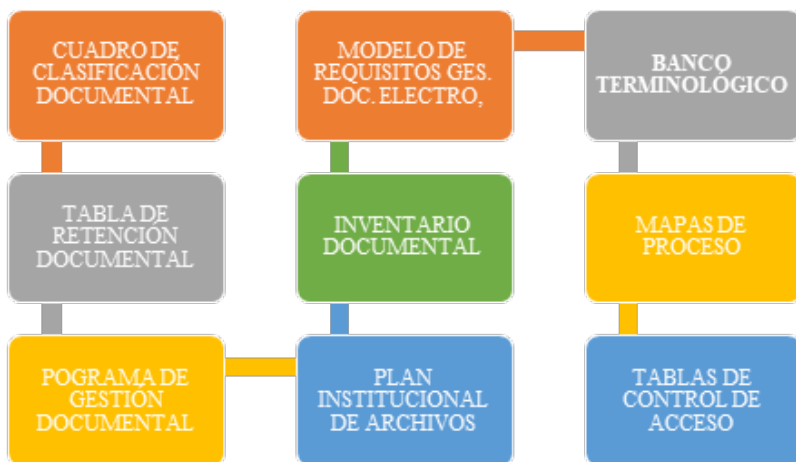 CUADRO DE
CLASIFICACIÓN
DOCUMENTAL
TABLA DE
RETENCIÓN
DOCUMENTAL
POGRAMA DE
GESTIÓN
DOCUMENTAL
PLAN
INSTITUCIONAL
DE ARCHIVOS
INVENTARIO
DOCUMENTAL
MODELO DE
REQUISITOS GES.
DOC. ELECTRO,
BANCO
TERMINOLÓGICO
MAPAS DE
PROCESO
TABLAS DE
CONTROL DE
ACCESO